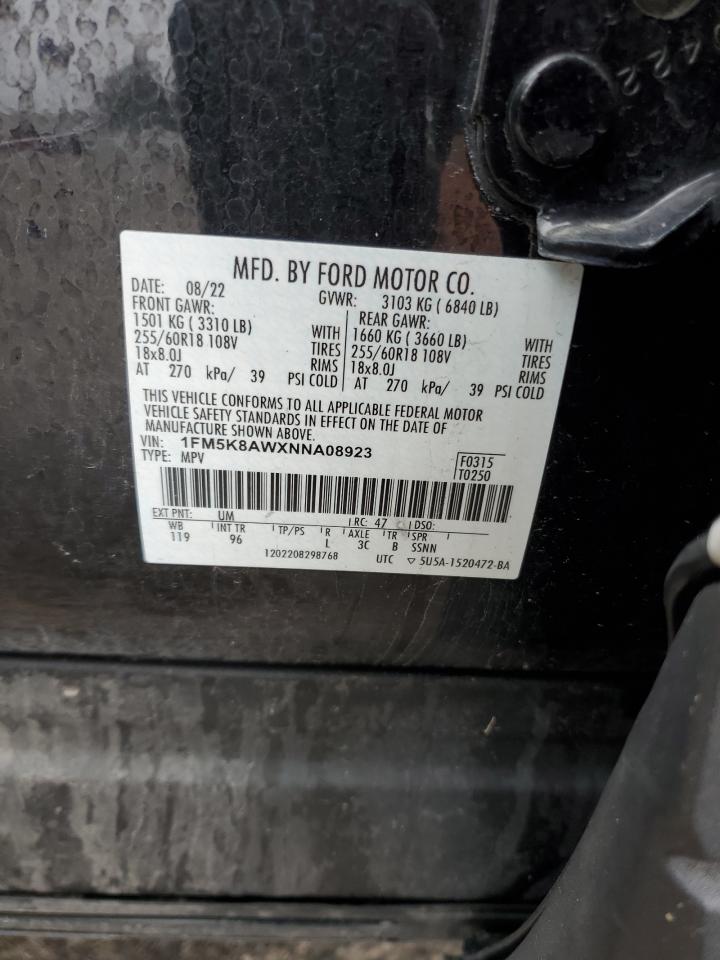 422
MFD. BY FORD MOTOR CO.
DATE: 08/22 GVWR: 3103 KG ( 6840 LB)
FRONT GAWR: REAR GAWR:
1501 KG ( 3310 LB) WITH 1660 KG ( 3660 LB) WITH
255/60R18 108V TIRES 255/60R18 108V TIRES
18x8.0J RIMS 18x8.0J RIMS
AT 270 kPa/ 39 PSI COLD AT 270 kPa/ 39 PSI COLD
THIS VEHICLE CONFORMS TO ALL APPLICABLE FEDERAL MOTOR
VEHICLE SAFETY STANDARDS IN EFFECT ON THE DATE OF
MANUFACTURE SHOWN ABOVE.
VIN: 1FM5K8AWXNNA08923
TYPE: MPV F0315
T0250
EXT PNT: UM RC: 47 DSO:
WB INT TR TP/PS R AXLE TR SPR
119 96 L 3C B SSNN
1202208298768 UTC ▽ 5U5A-1520472-BA